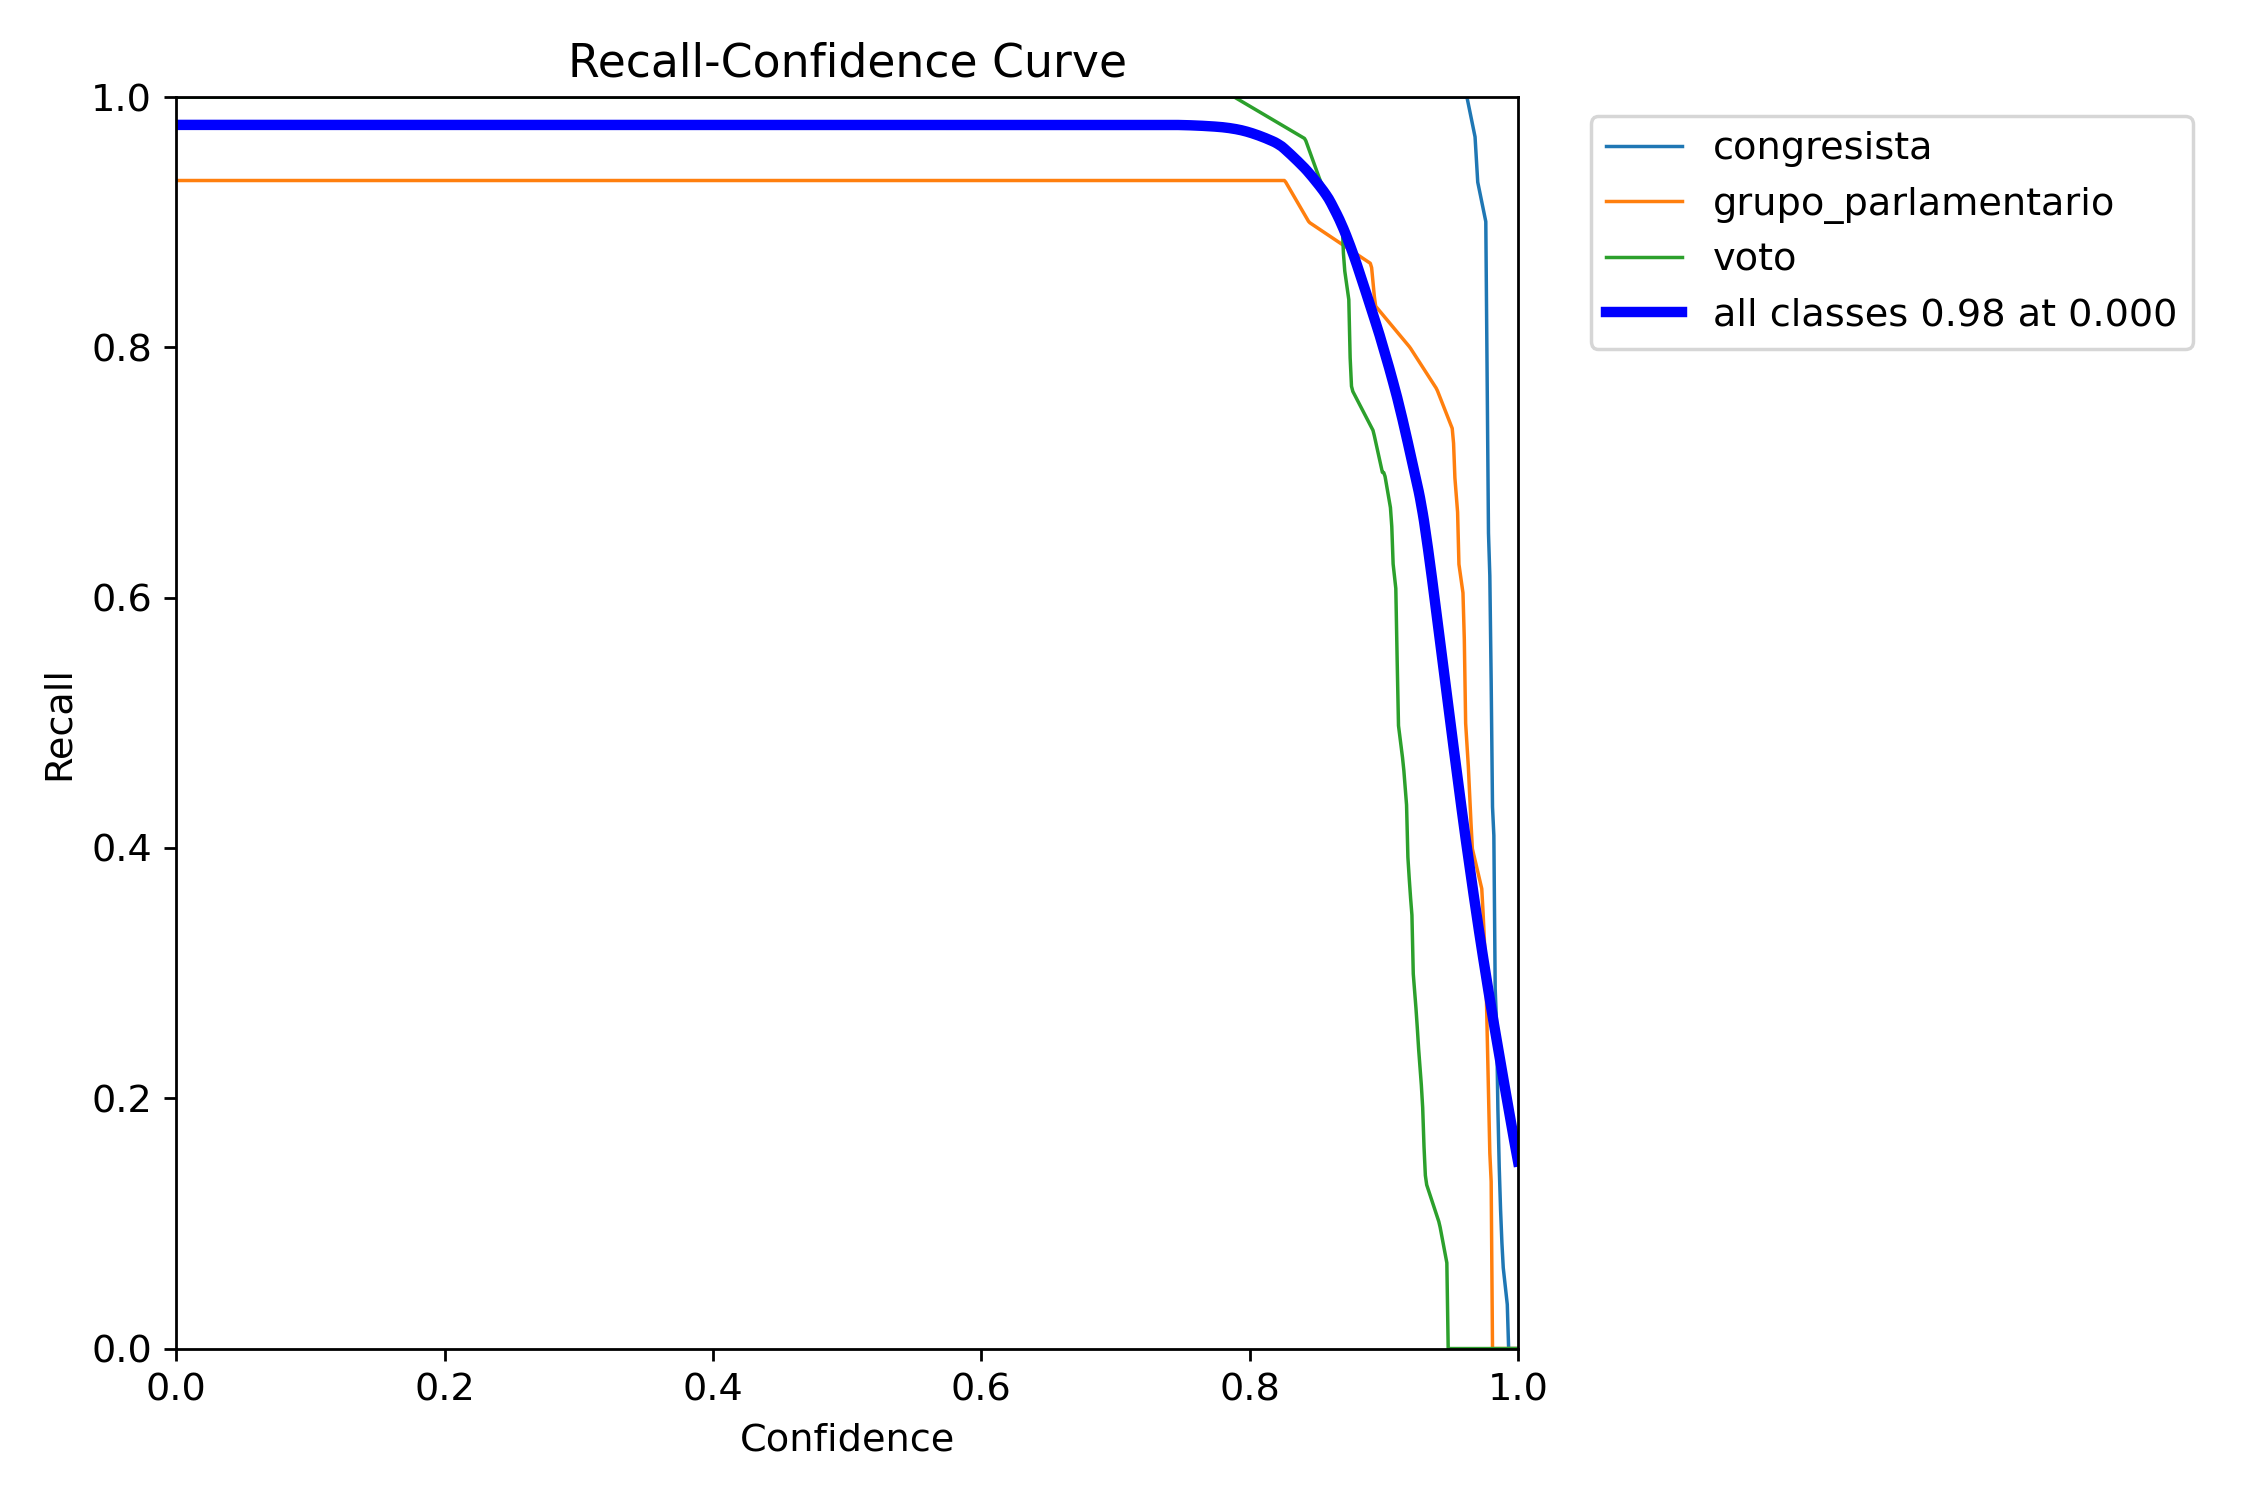 Recall-Confidence Curve
1.0
0.8
0.6
0.4
0.2
0.0
Recall
0.0 0.2 0.4 0.6 0.8 1.0
Confidence
congresista
grupo_parlamentario
voto
all classes 0.98 at 0.000